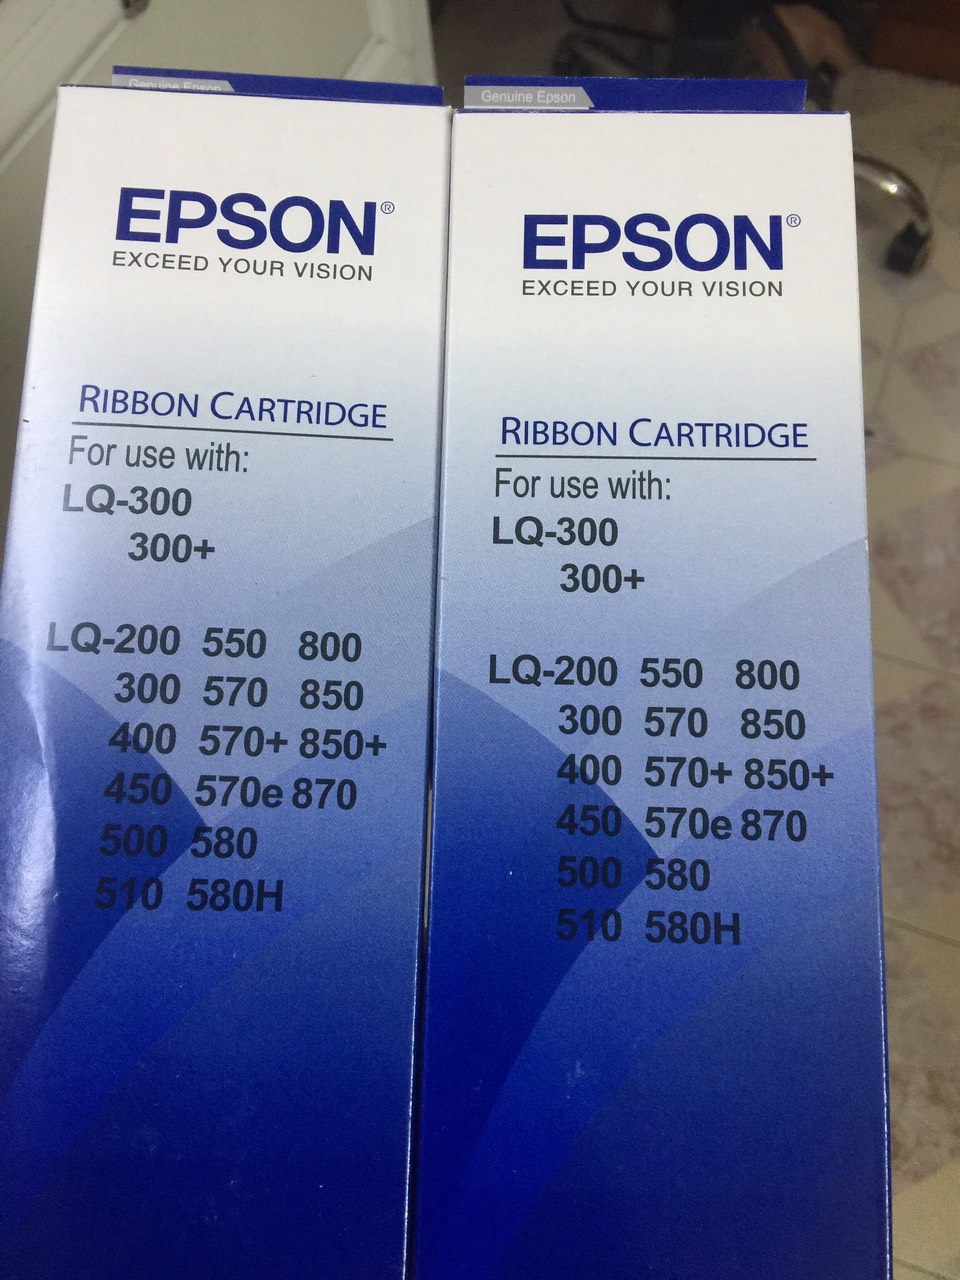 Genuine Epson
EPSON®
EXCEED YOUR VISION
RIBBON CARTRIDGE
For use with:
LQ-300
300+
LQ-200 550 800
300 570 850
400 570+ 850+
450 570e 870
500 580
510 580H
Genuine Epson
EPSON®
EXCEED YOUR VISION
RIBBON CARTRIDGE
For use with:
LQ-300
300+
LQ-200 550 800
300 570 850
400 570+ 850+
450 570e 870
500 580
510 580H